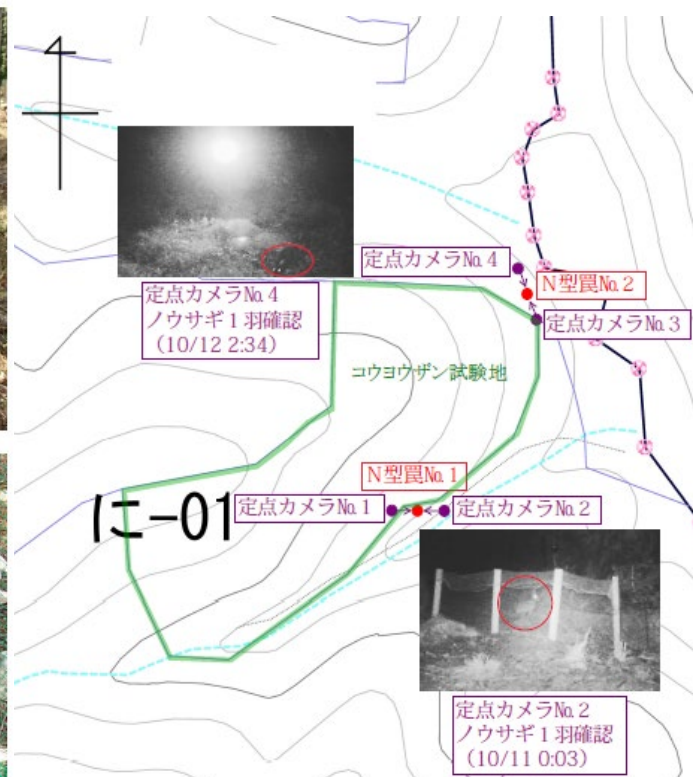 定点カメラ№4
ノウサギ１羽確認
（10/12 2:34）
定点カメラ№4
Ｎ型罠№2
定点カメラ№3
コウヨウザン試験地
Ｎ型罠№1
に-01
定点カメラ№1
定点カメラ№2
定点カメラ№2
ノウサギ１羽確認
（10/11 0:03）